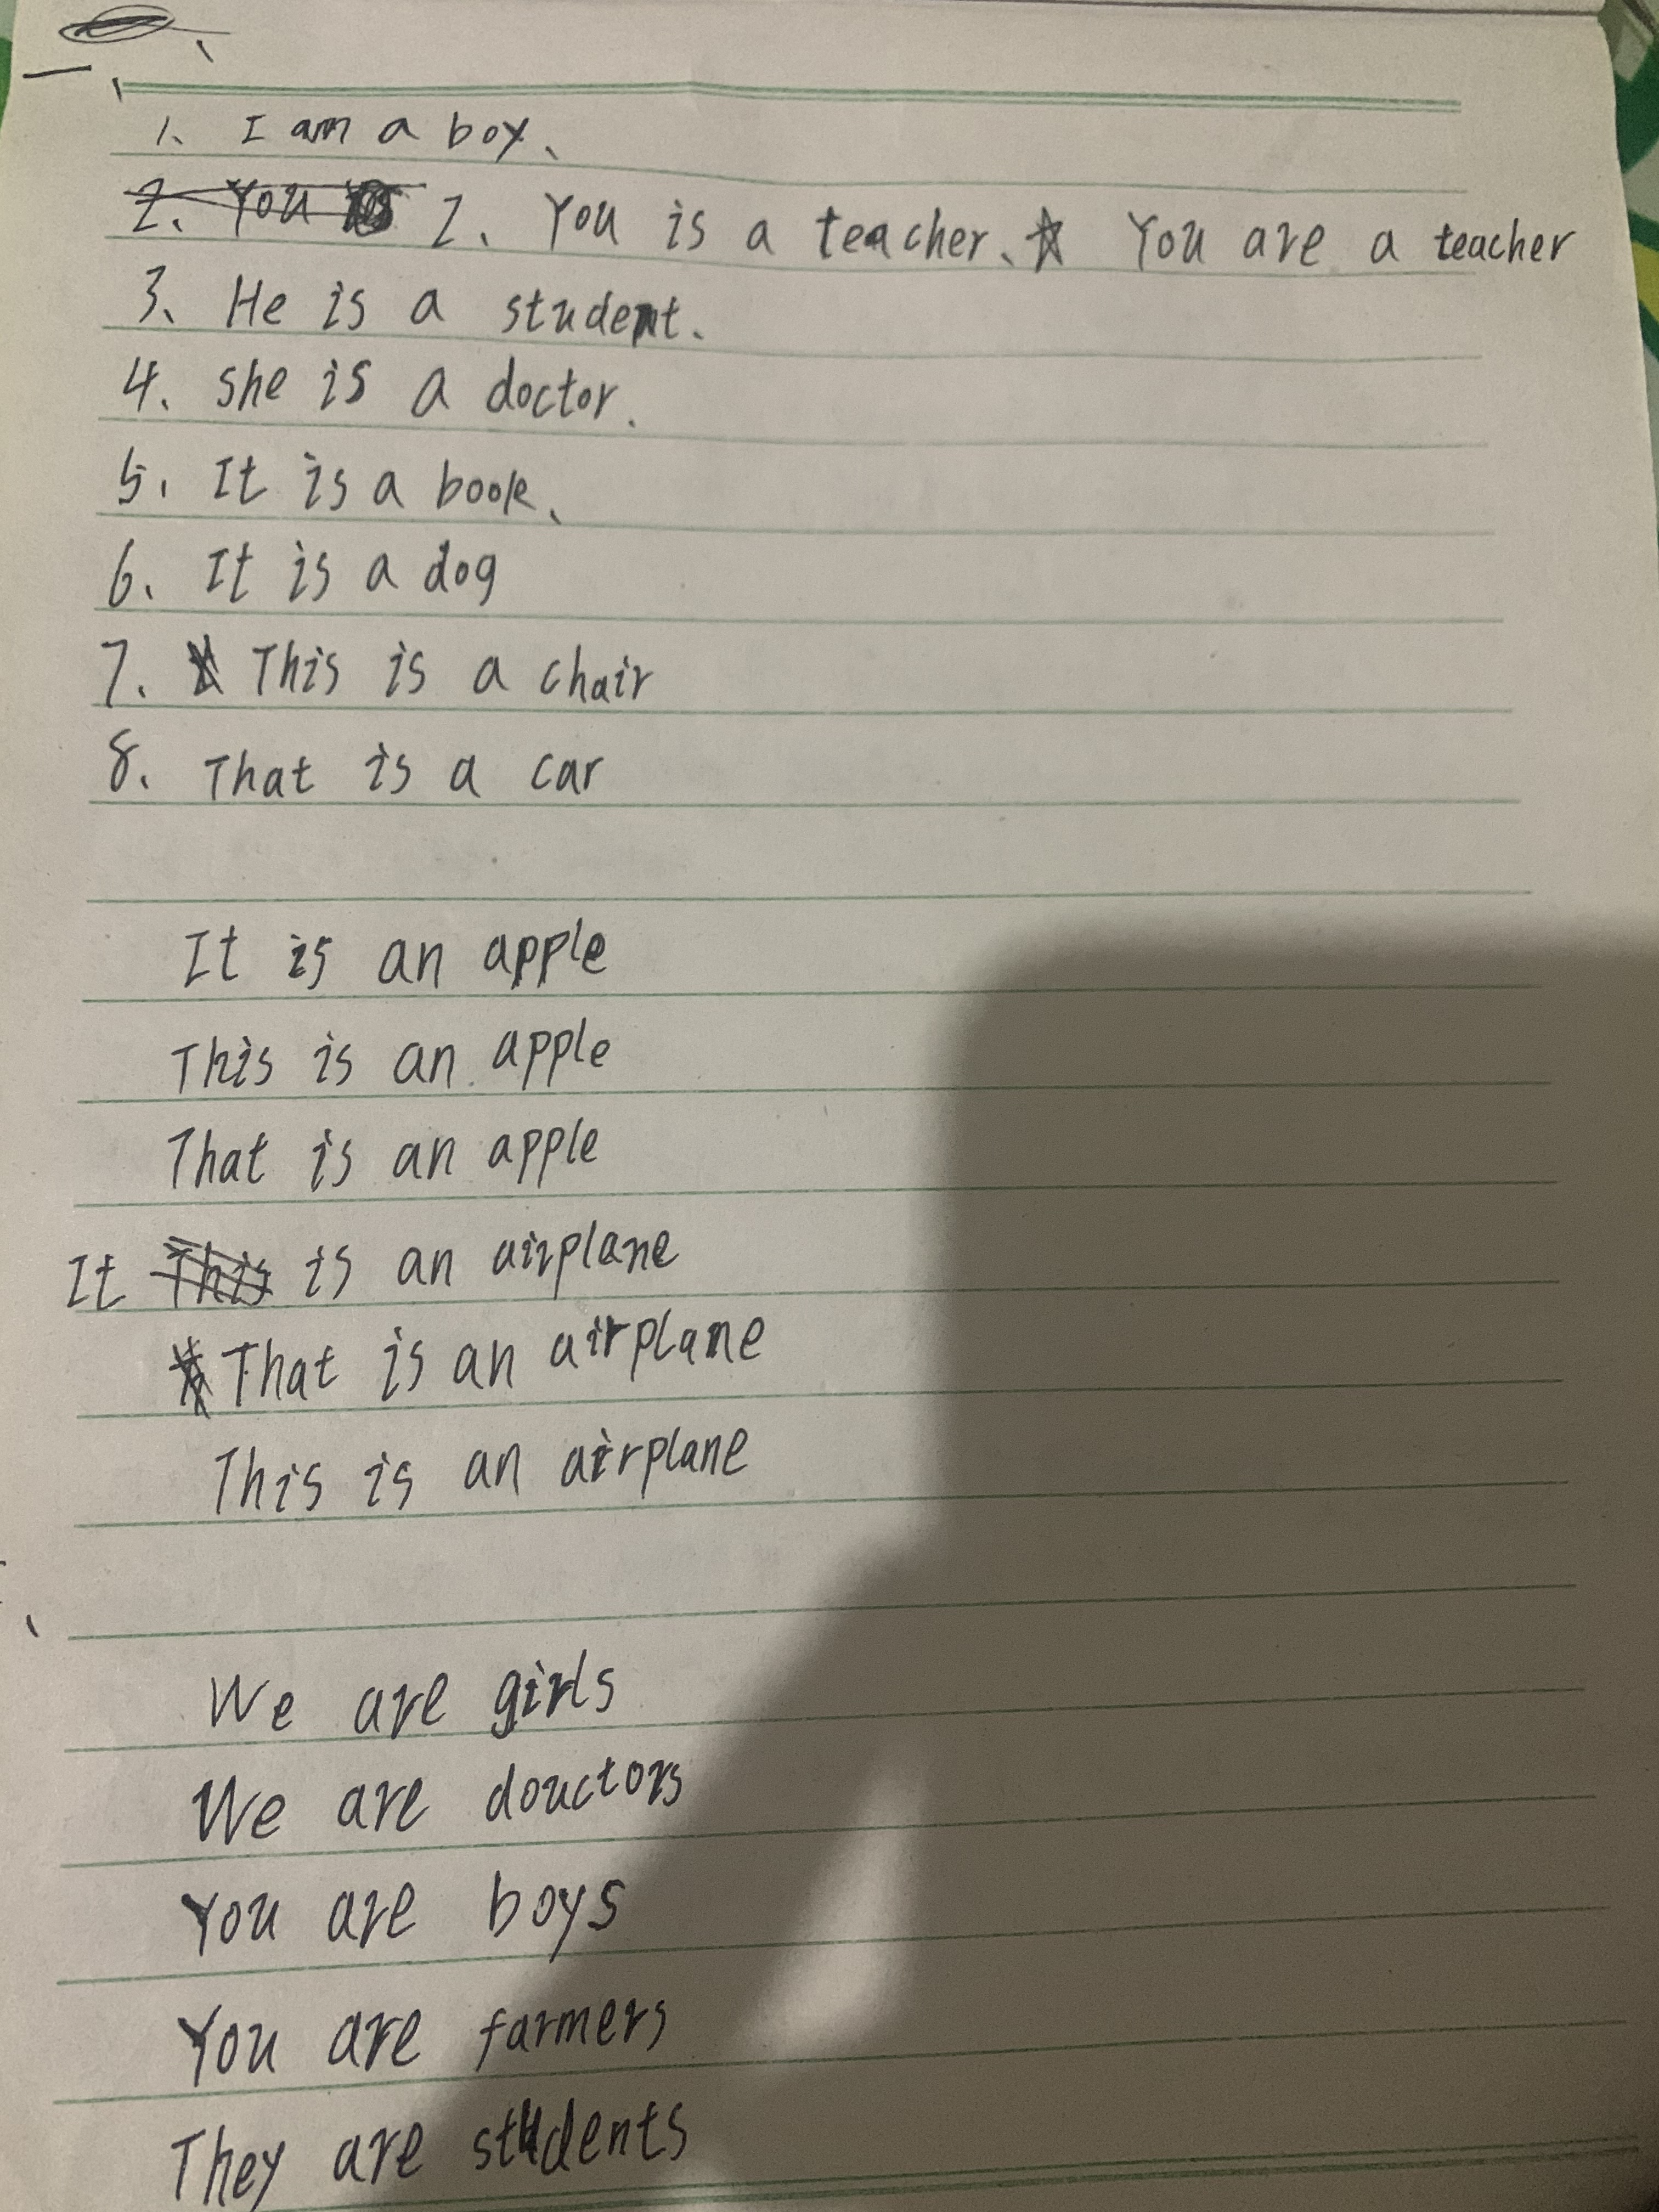 1、 I am a boy、
2. You is 2、 You is a teacher、☆ You are a teacher
3、 He is a student.
4、 she is a doctor.
5、 It is a book、
6、 It is a dog
7. This is a chair
8. That is a car
It is an apple
This is an apple
That is an apple
It This is an airplane
That is an airplane
This is an airplane
We are girls
We are douctors
You are boys
You are farmers
They are students